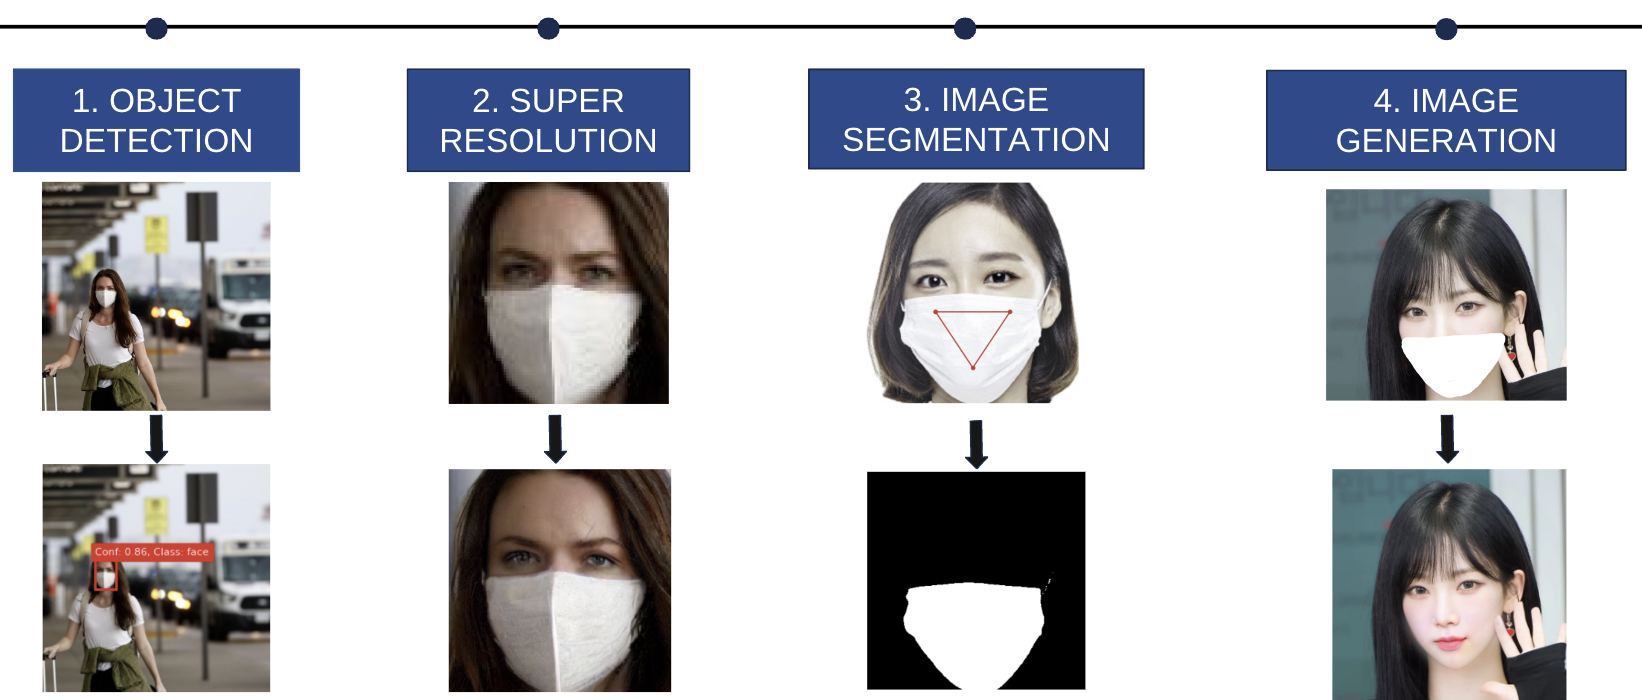 1. OBJECT
DETECTION
2. SUPER
RESOLUTION
3. IMAGE
SEGMENTATION
4. IMAGE
GENERATION
Conf: 0.86, Class: face